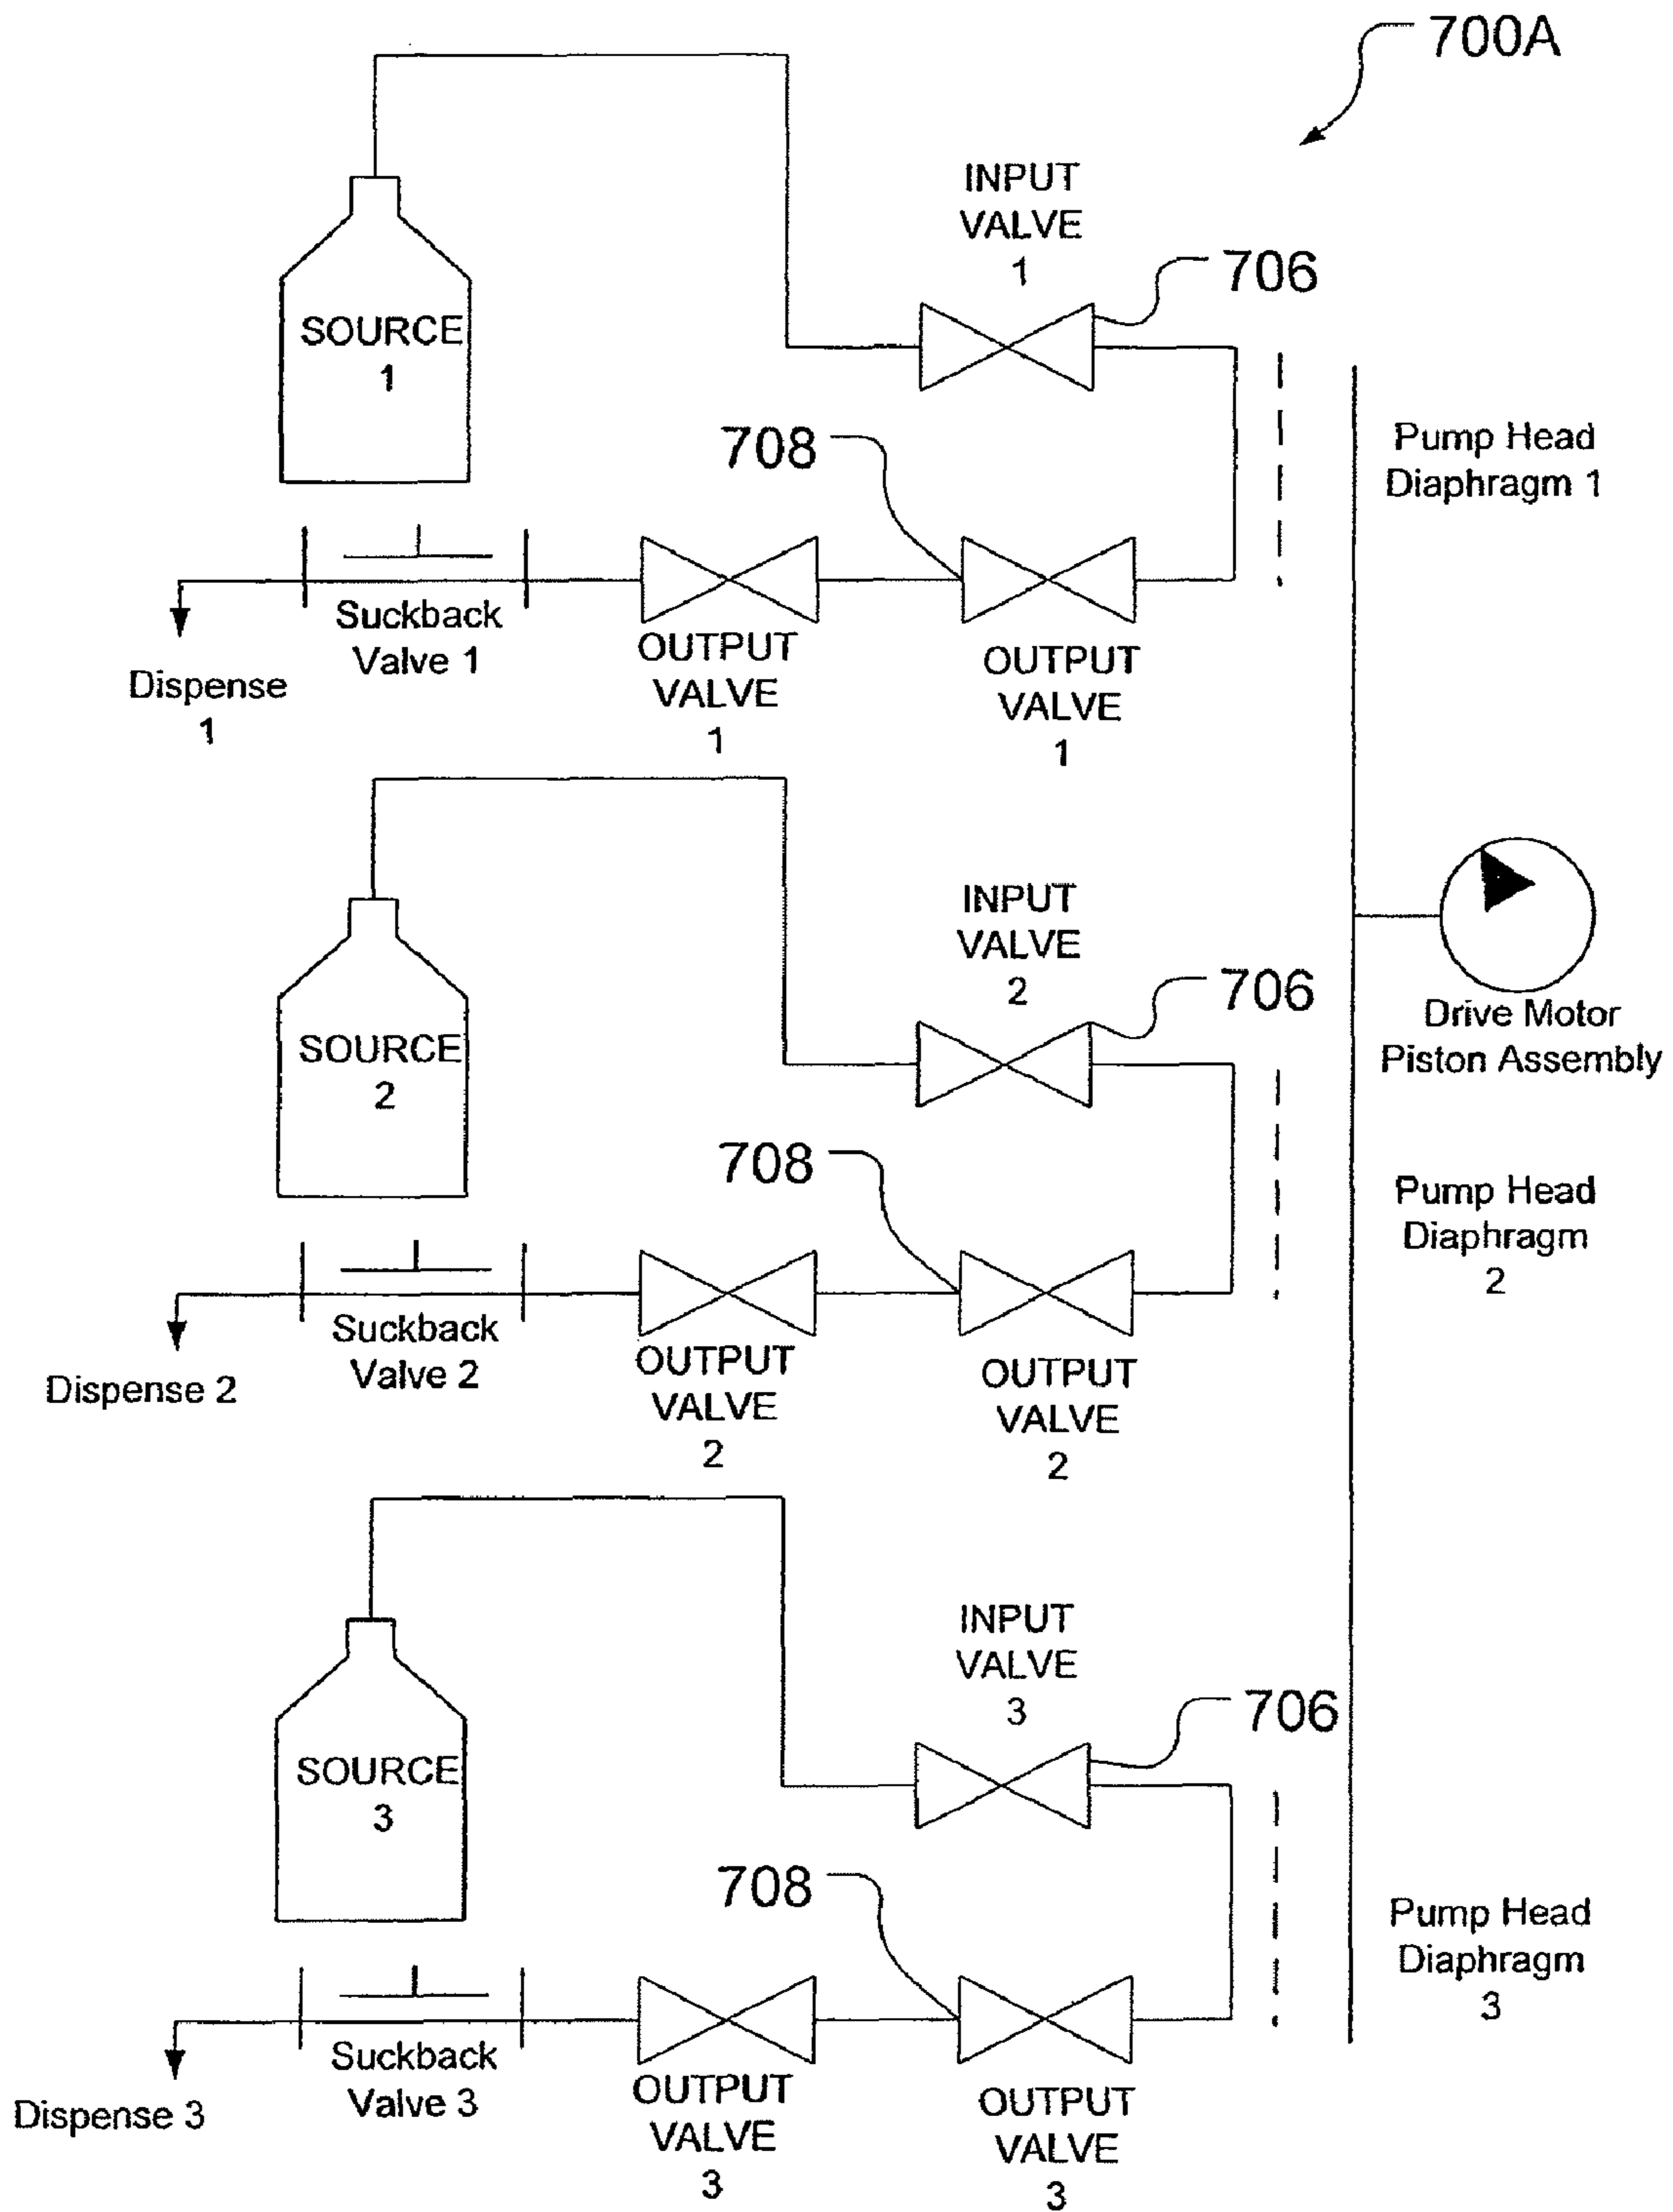 700A
INPUT
VALVE
1
706
SOURCE
1
708
Pump Head
Diaphragm 1
Suckback
Valve 1
OUTPUT
VALVE
1
OUTPUT
VALVE
1
Dispense
1
INPUT
VALVE
2
706
Drive Motor
Piston Assembly
SOURCE
2
708
Pump Head
Diaphragm
2
Suckback
Valve 2
OUTPUT
VALVE
2
OUTPUT
VALVE
2
Dispense 2
INPUT
VALVE
3
706
SOURCE
3
708
Pump Head
Diaphragm
3
Suckback
Valve 3
OUTPUT
VALVE
3
OUTPUT
VALVE
3
Dispense 3